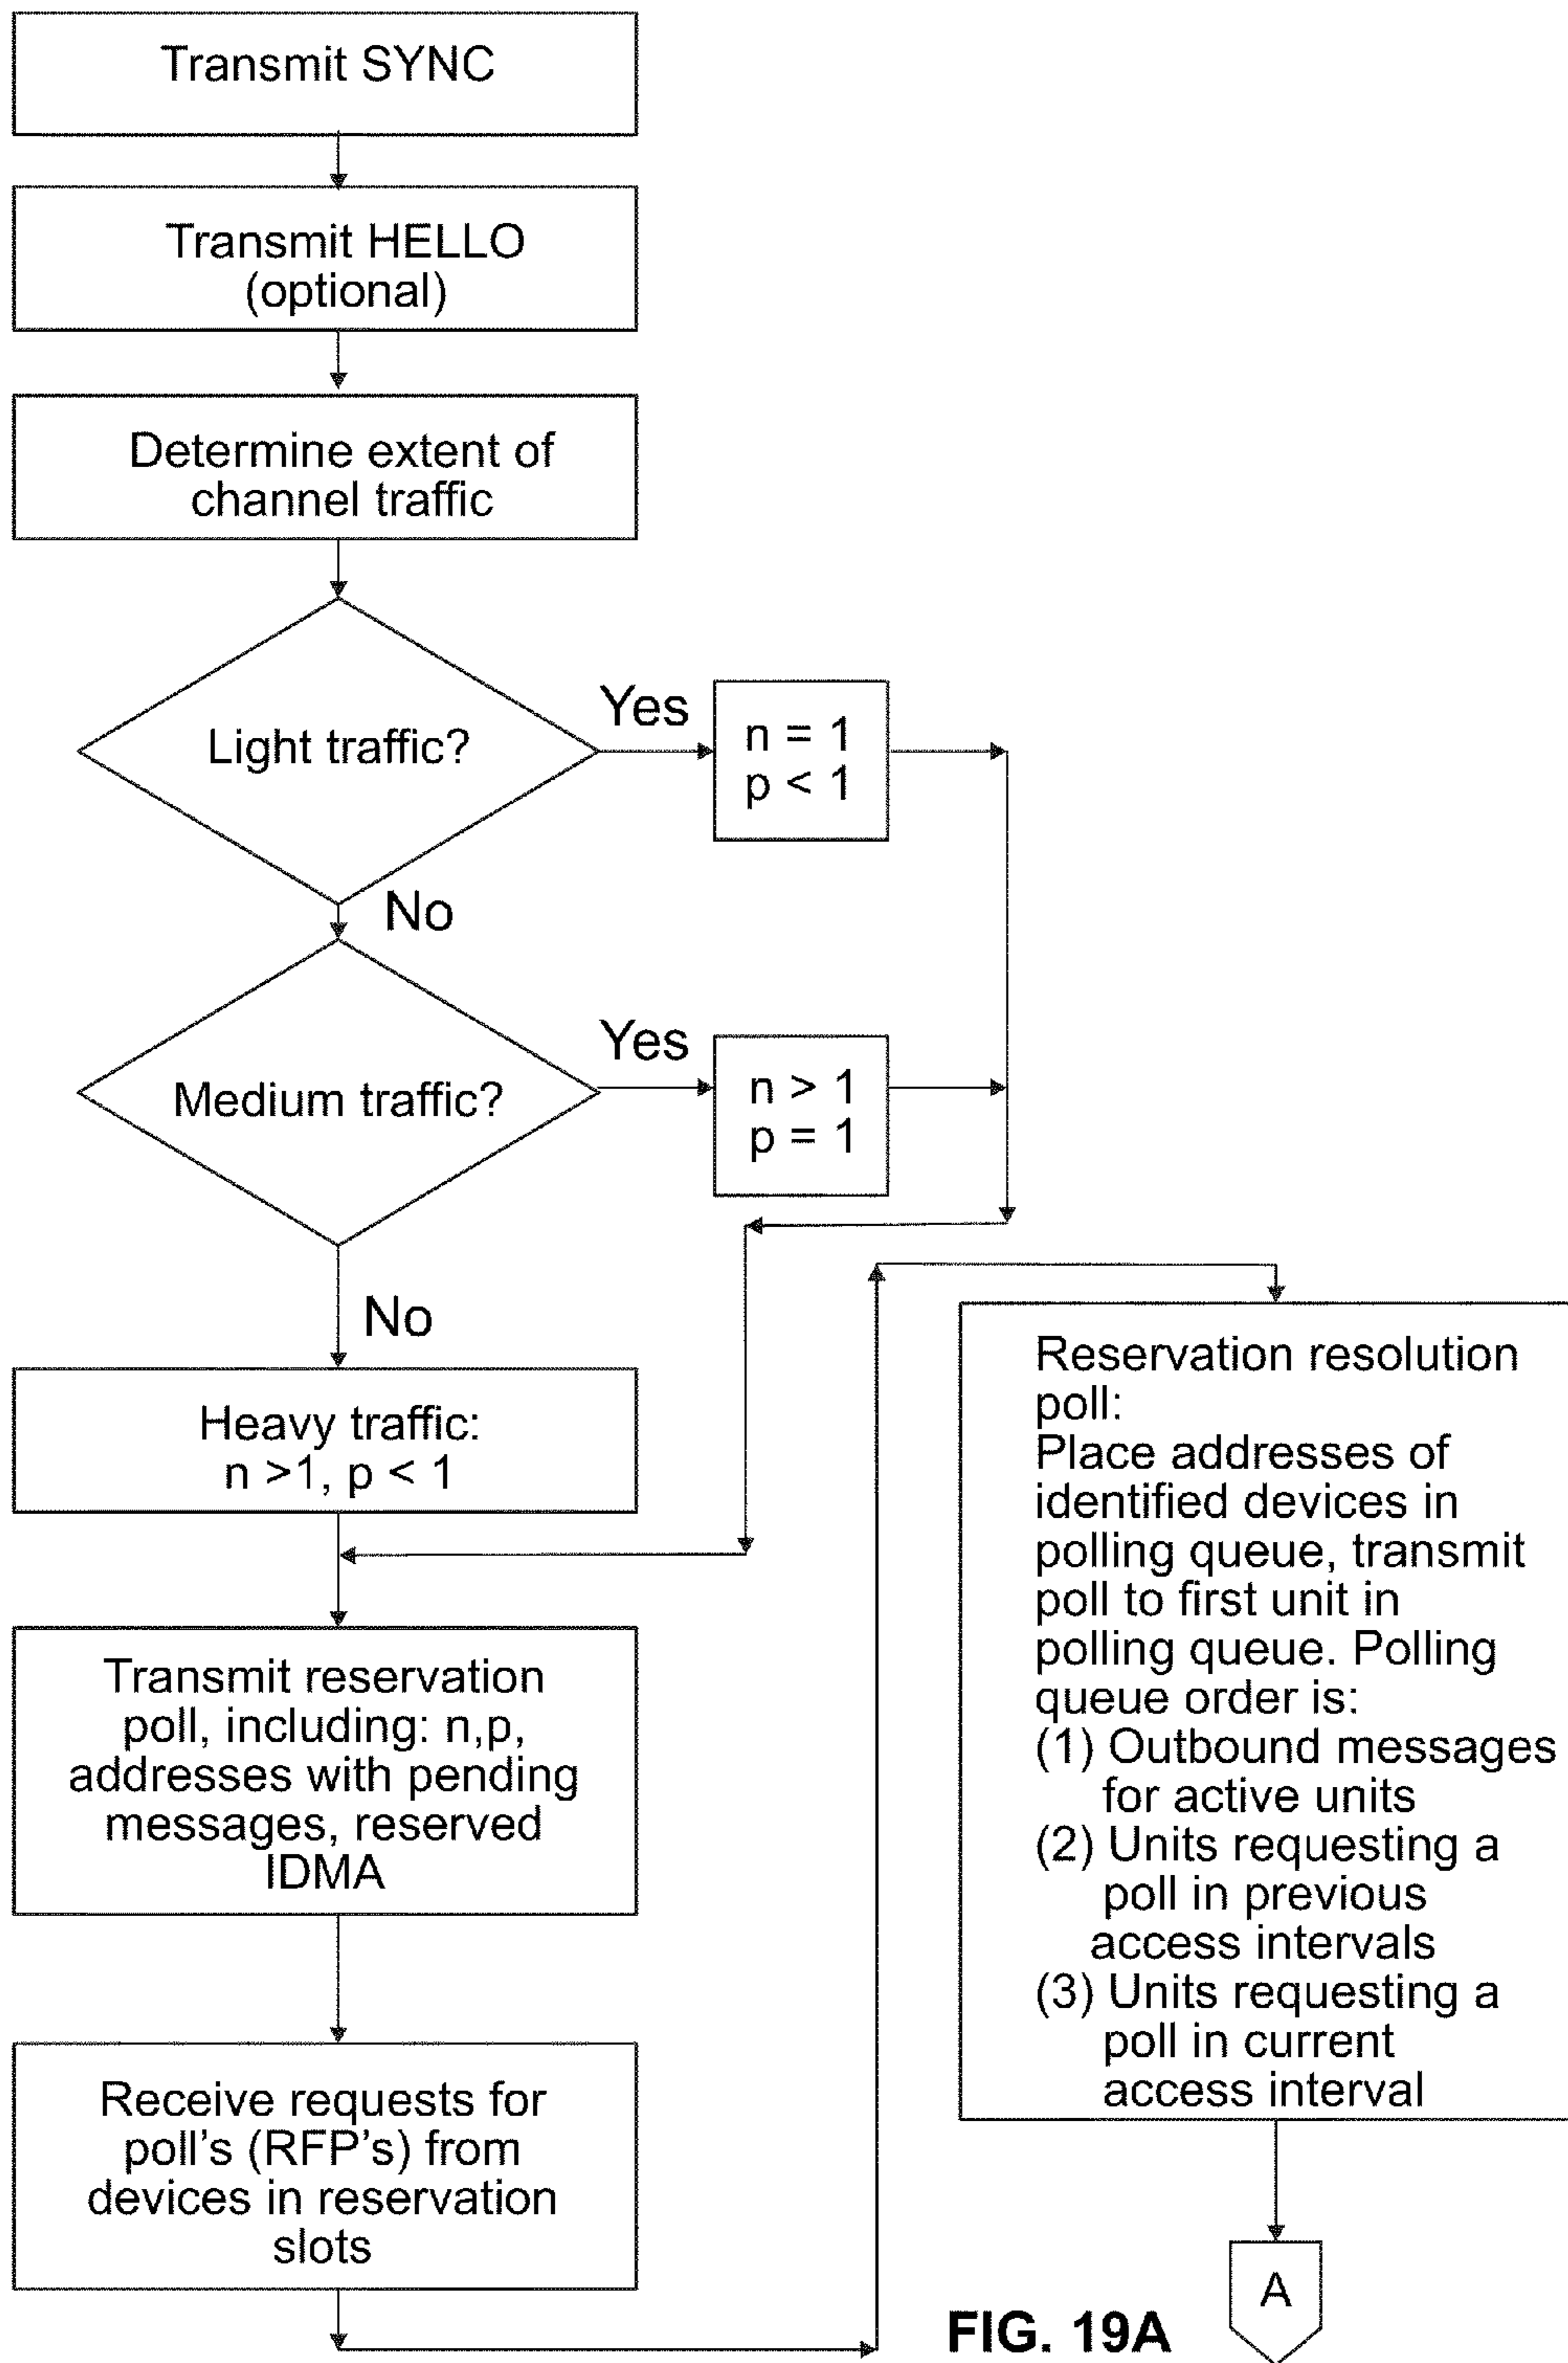 Transmit SYNC
Transmit HELLO
(optional)
Determine extent of
channel traffic
Light traffic?
Yes
n = 1
p < 1
No
Medium traffic?
Yes
n > 1
p = 1
No
Heavy traffic:
n >1, p < 1
Transmit reservation
poll, including: n,p,
addresses with pending
messages, reserved
IDMA
Receive requests for
poll's (RFP's) from
devices in reservation
slots
Reservation resolution
poll:
Place addresses of
identified devices in
polling queue, transmit
poll to first unit in
polling queue. Polling
queue order is:
(1) Outbound messages
for active units
(2) Units requesting a
poll in previous
access intervals
(3) Units requesting a
poll in current
access interval
A
FIG. 19A